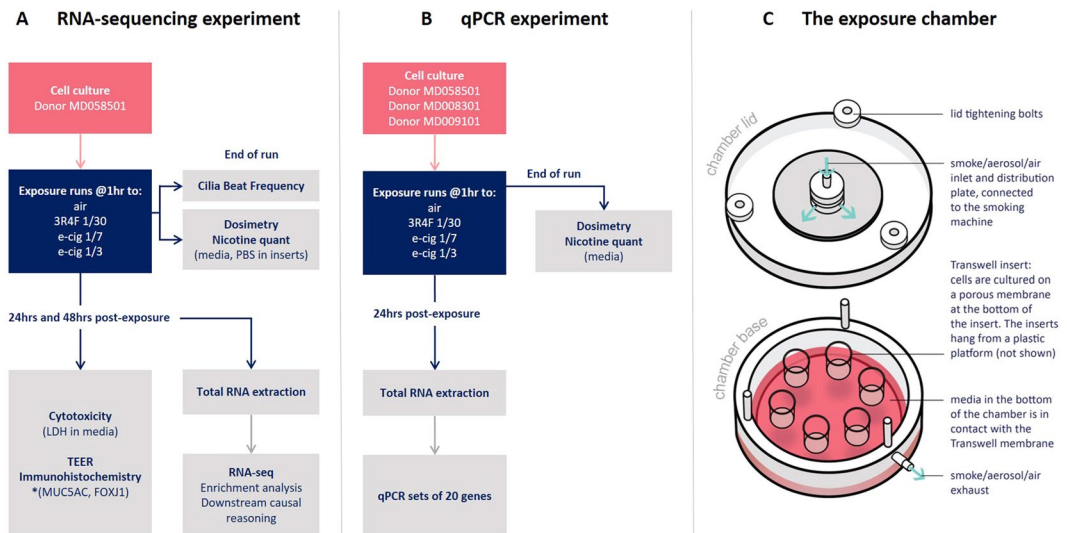 A RNA-sequencing experiment
Cell culture
Donor MD058501
End of run
Exposure runs @1hr to:
air
3R4F 1/30
e-cig 1/7
e-cig 1/3
Cilia Beat Frequency
Dosimetry
Nicotine quant
(media, PBS in inserts)
24hrs and 48hrs post-exposure
Cytotoxicity
(LDH in media)
TEER
Immunohistochemistry
*(MUC5AC, FOXJ1)
Total RNA extraction
RNA-seq
Enrichment analysis
Downstream causal
reasoning
B qPCR experiment
Cell culture
Donor MD058501
Donor MD008301
Donor MD009101
Exposure runs @1hr to:
air
3R4F 1/30
e-cig 1/7
e-cig 1/3
End of run
Dosimetry
Nicotine quant
(media)
24hrs post-exposure
Total RNA extraction
qPCR sets of 20 genes
C The exposure chamber
chamber lid
lid tightening bolts
smoke/aerosol/air
inlet and distribution
plate, connected
to the smoking
machine
chamber base
Transwell insert:
cells are cultured on
a porous membrane
at the bottom of
the insert. The inserts
hang from a plastic
platform (not shown)
media in the bottom
of the chamber is in
contact with the
Transwell membrane
smoke/aerosol/air
exhaust